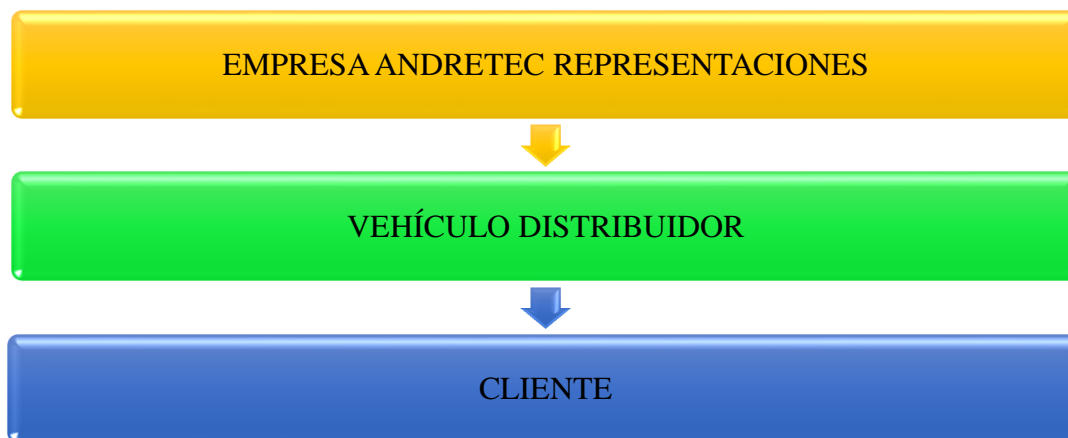 EMPRESA ANDRETEC REPRESENTACIONES
VEHÍCULO DISTRIBUIDOR
CLIENTE